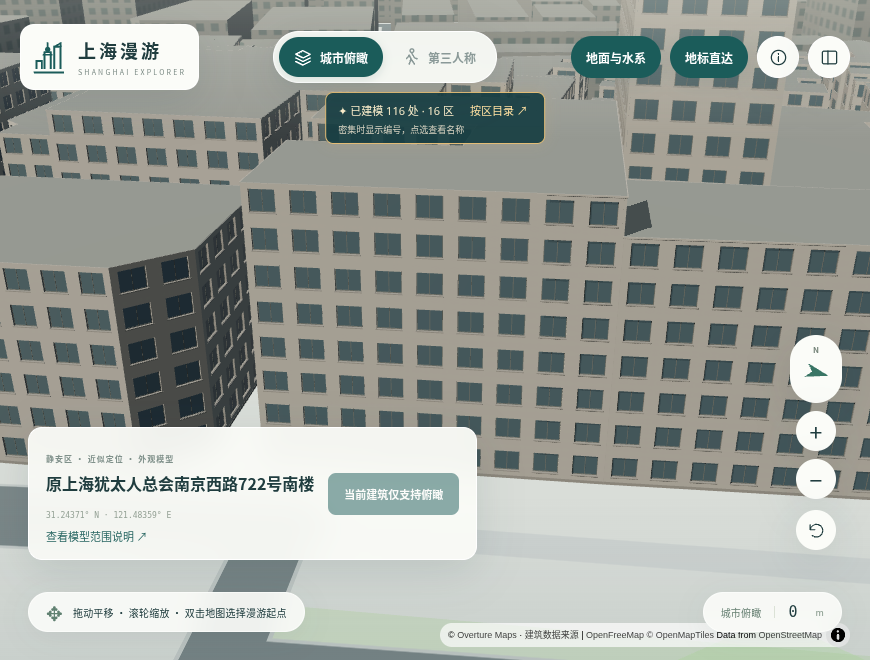 上海漫游
SHANGHAI EXPLORER
城市俯瞰
第三人称
地面与水系
地标直达
✦ 已建模 116 处 · 16 区 按区目录 ↗
密集时显示编号，点选查看名称
N
+
−
静安区 · 近似定位 · 外观模型
原上海犹太人总会南京西路722号南楼
31.24371° N · 121.48359° E
查看模型范围说明 ↗
当前建筑仅支持俯瞰
拖动平移 · 滚轮缩放 · 双击地图选择漫游起点
城市俯瞰 0 m
© Overture Maps · 建筑数据来源 | OpenFreeMap © OpenMapTiles Data from OpenStreetMap